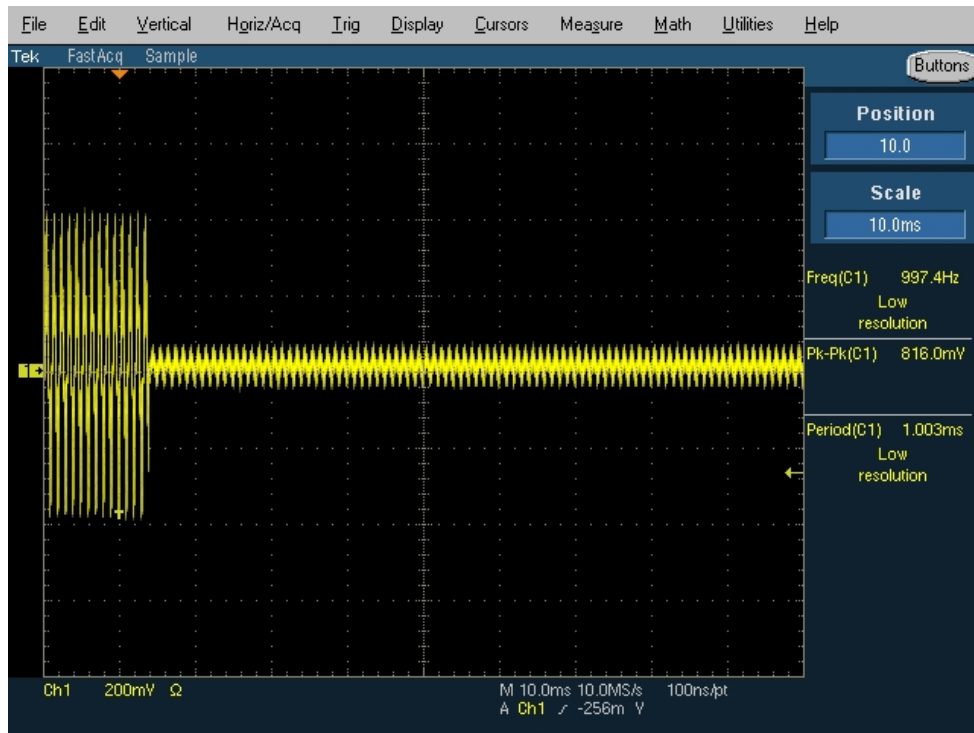 File Edit Vertical Horiz/Acq Trig Display Cursors Measure Math Utilities Help
Tek FastAcq Sample
Buttons
Position
10.0
Scale
10.0ms
Freq(C1) 997.4Hz
Low
resolution
Pk-Pk(C1) 816.0mV
Period(C1) 1.003ms
Low
resolution
1
T
Ch1 200mV Ω
M 10.0ms 10.0MS/s 100ns/pt
A Ch1 -256m V